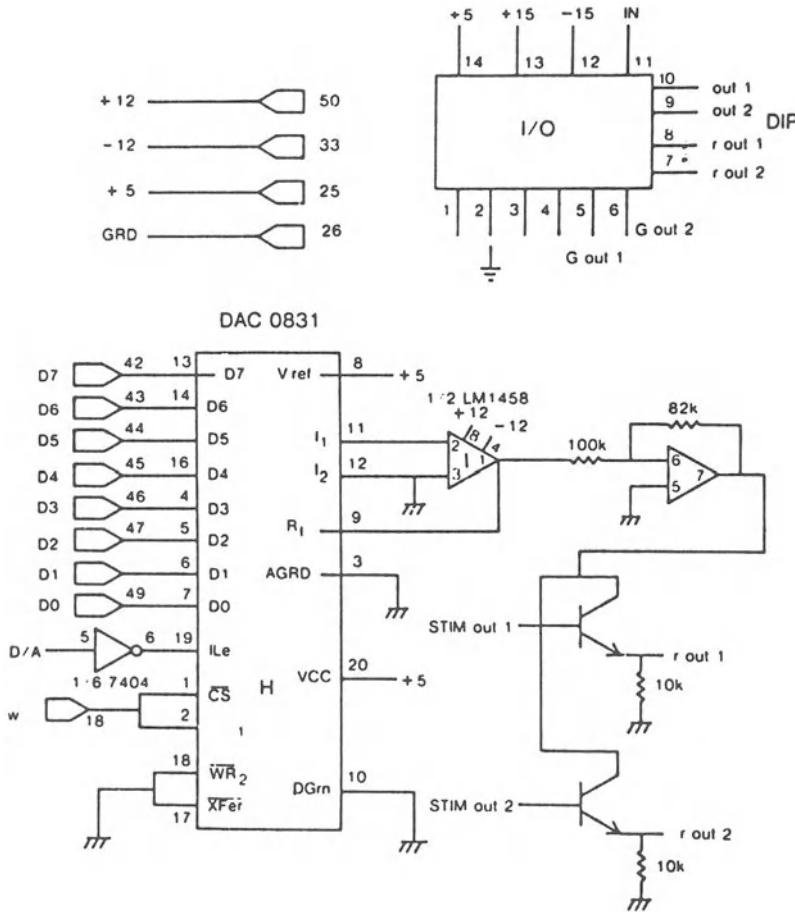 +5 +15 -15 IN
14 13 12 11
10 out 1
9 out 2
I/O
DIP
8 r out 1
7 r out 2
1 2 3 4 5 6
G out 2
G out 1
+12 50
-12 33
+5 25
GRD 26
DAC 0831
D7 42 13 D7
D6 43 14 D6
D5 44 D5
D4 45 16 D4
D3 46 4 D3
D2 47 5 D2
D1 6 D1
D0 49 7 D0
D/A 5 6 19 ILe
1·6 7404
w 18 1 CS
2 1
18 WR2
17 XFer
H
Vref 8 +5
I1 11
I2 12
RI 9
AGRD 3
VCC 20 +5
DGrn 10
1·2 LM1458
+12 -12
8 4
2 1
3
100k
82k
6 7
5
STIM out 1
r out 1
10k
STIM out 2
r out 2
10k